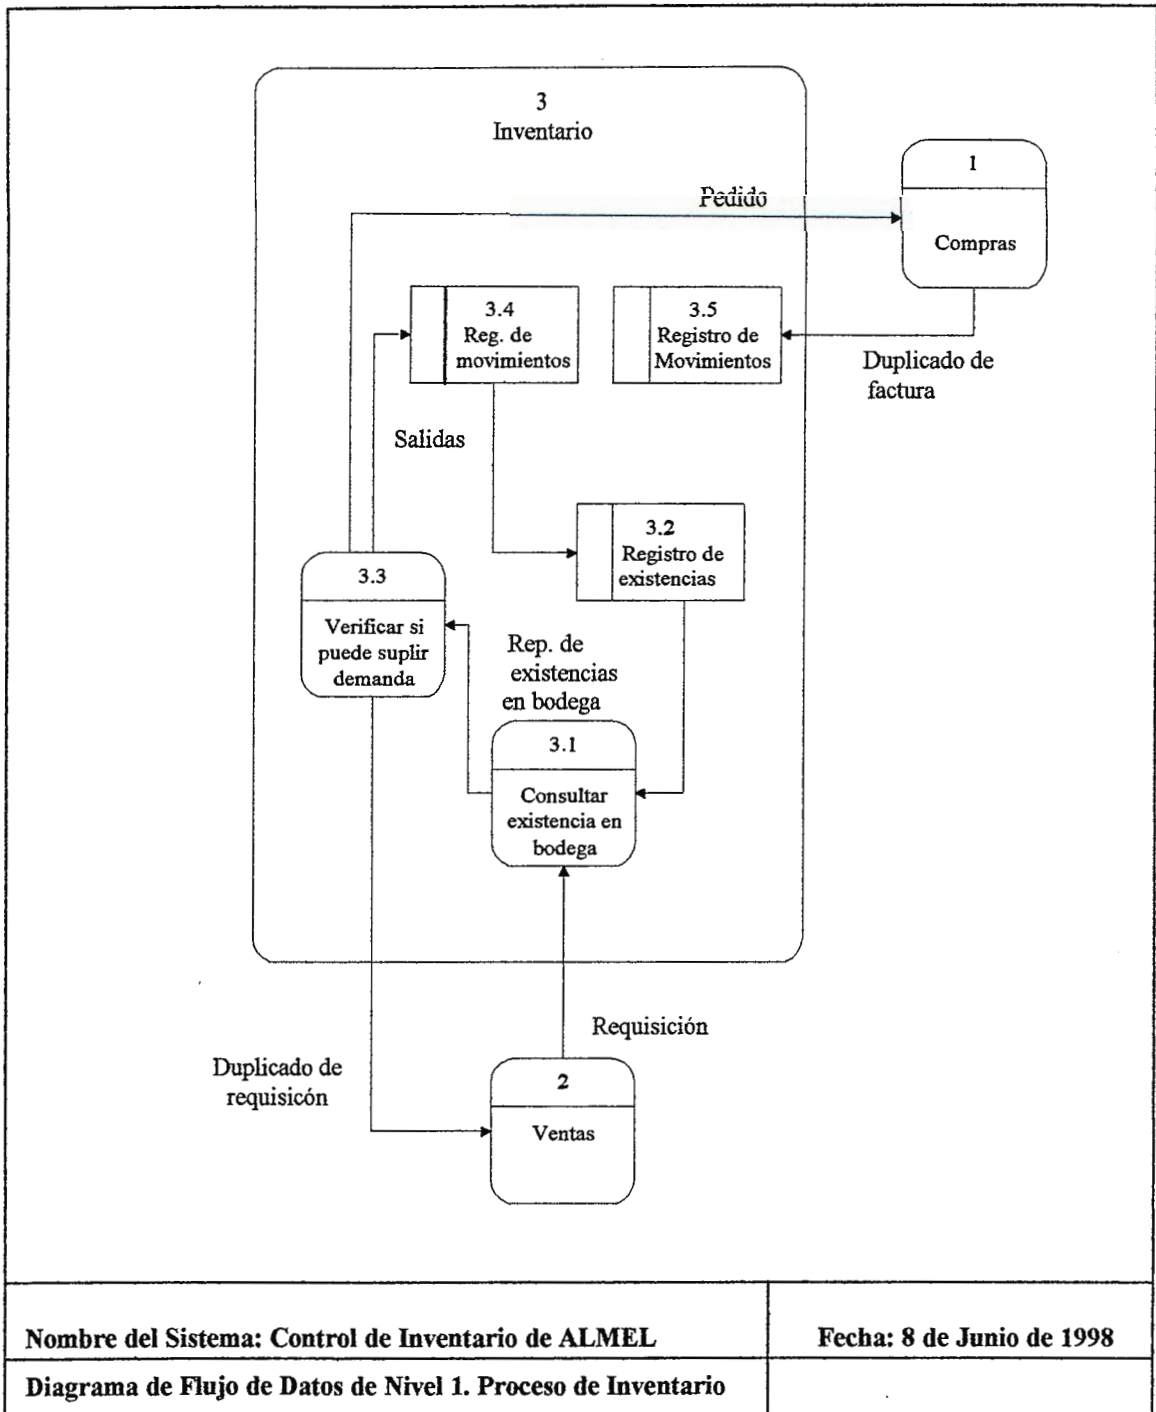 3
Inventario
Pedido
1
Compras
3.4
Reg. de
movimientos
3.5
Registro de
Movimientos
Duplicado de
factura
Salidas
3.2
Registro de
existencias
3.3
Verificar si
puede suplir
demanda
Rep. de
existencias
en bodega
3.1
Consultar
existencia en
bodega
Requisición
Duplicado de
requisicón
2
Ventas
Nombre del Sistema: Control de Inventario de ALMEL
Fecha: 8 de Junio de 1998
Diagrama de Flujo de Datos de Nivel 1. Proceso de Inventario